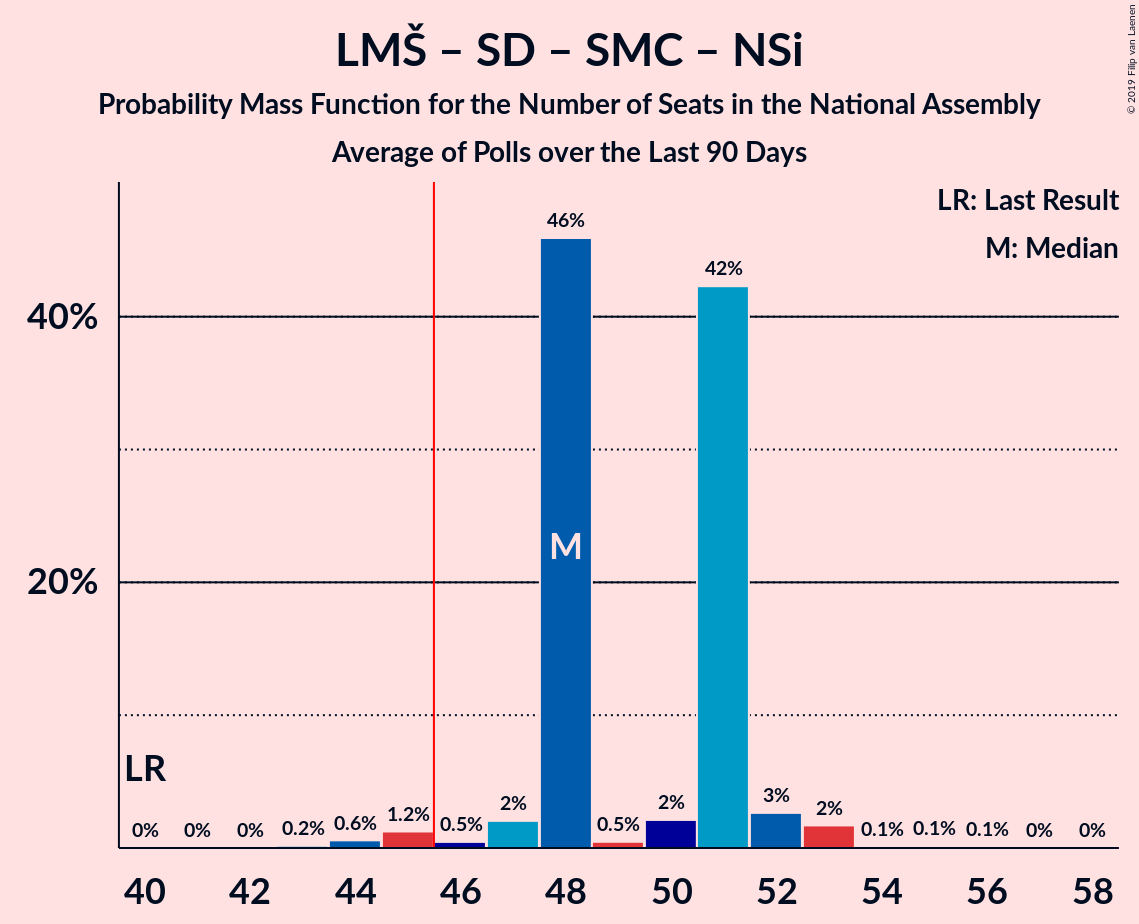 LMŠ – SD – SMC – NSi
Probability Mass Function for the Number of Seats in the National Assembly
Average of Polls over the Last 90 Days
© 2019 Filip van Laenen
LR: Last Result
M: Median
40%
20%
LR
M
0%
0%
0%
0.2%
0.6%
1.2%
0.5%
2%
46%
0.5%
2%
42%
3%
2%
0.1%
0.1%
0.1%
0%
0%
40 42 44 46 48 50 52 54 56 58